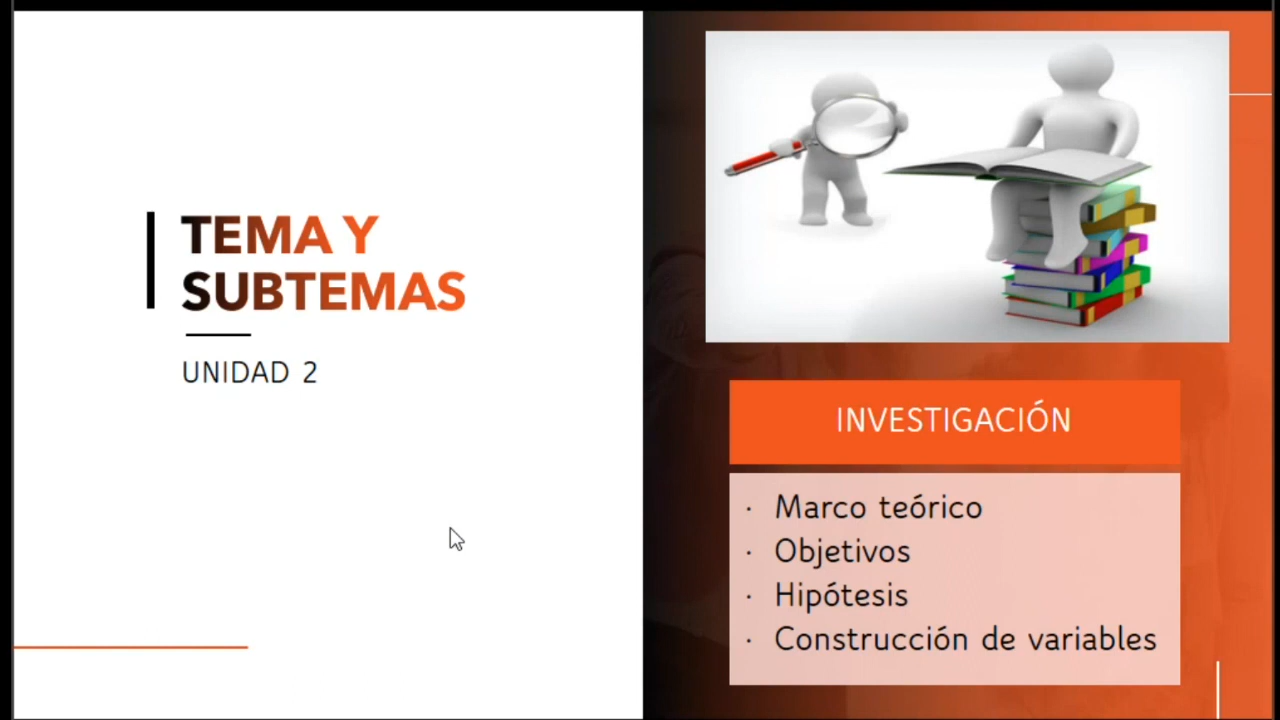 TEMA Y
SUBTEMAS
UNIDAD 2
INVESTIGACIÓN
· Marco teórico
· Objetivos
· Hipótesis
· Construcción de variables